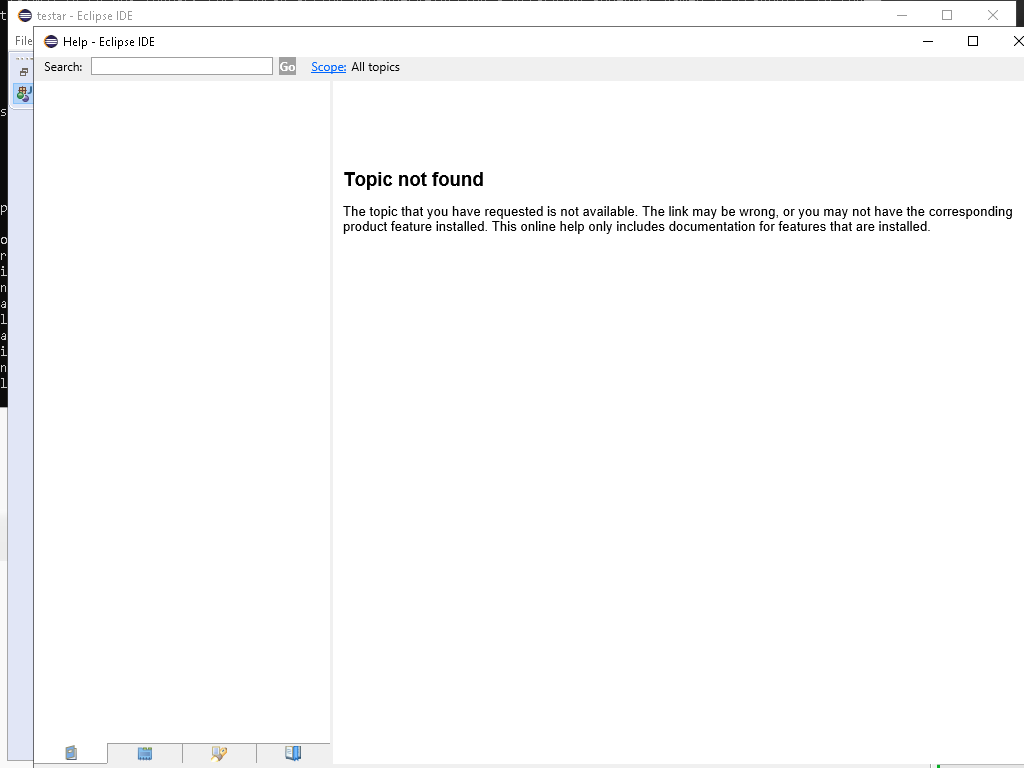 testar - Eclipse IDE
File
Help - Eclipse IDE
Search: Go Scope: All topics
Topic not found
The topic that you have requested is not available. The link may be wrong, or you may not have the corresponding
product feature installed. This online help only includes documentation for features that are installed.
t
s
p
o
r
i
n
a
l
a
i
n
l